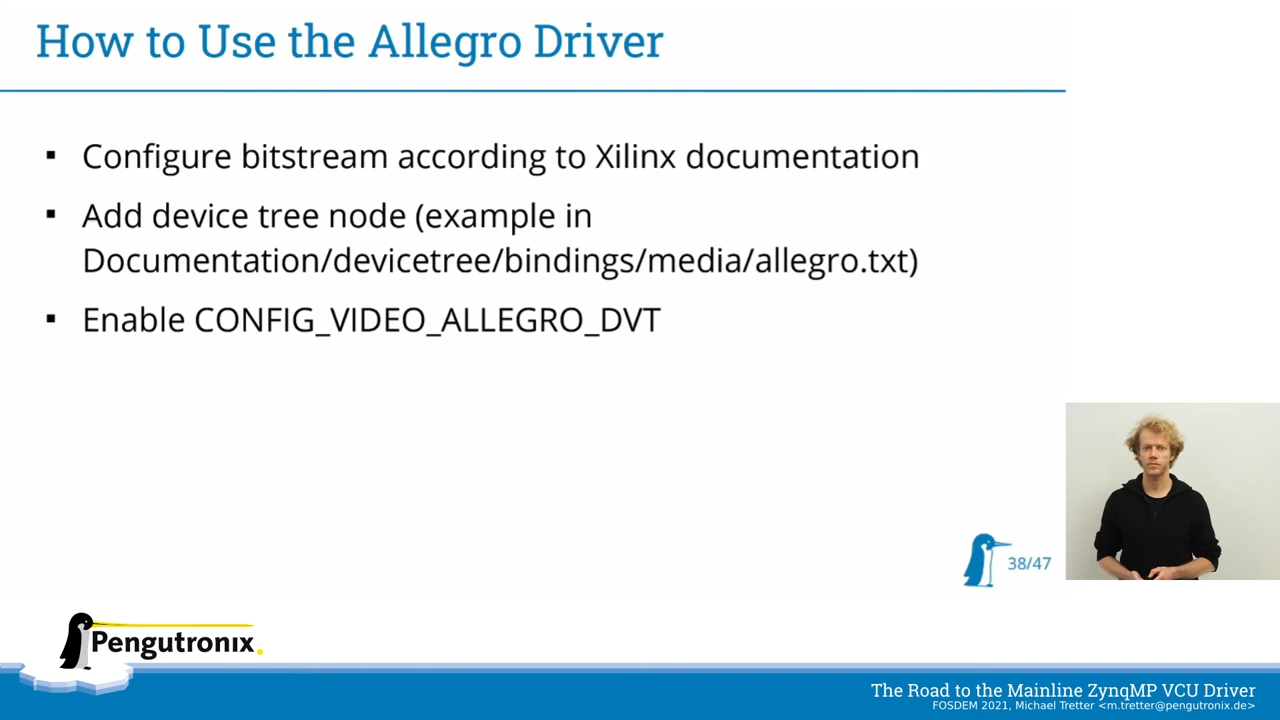 How to Use the Allegro Driver
▪ Configure bitstream according to Xilinx documentation
▪ Add device tree node (example in
Documentation/devicetree/bindings/media/allegro.txt)
▪ Enable CONFIG_VIDEO_ALLEGRO_DVT
38/47
Pengutronix.
The Road to the Mainline ZynqMP VCU Driver
FOSDEM 2021, Michael Tretter <m.tretter@pengutronix.de>